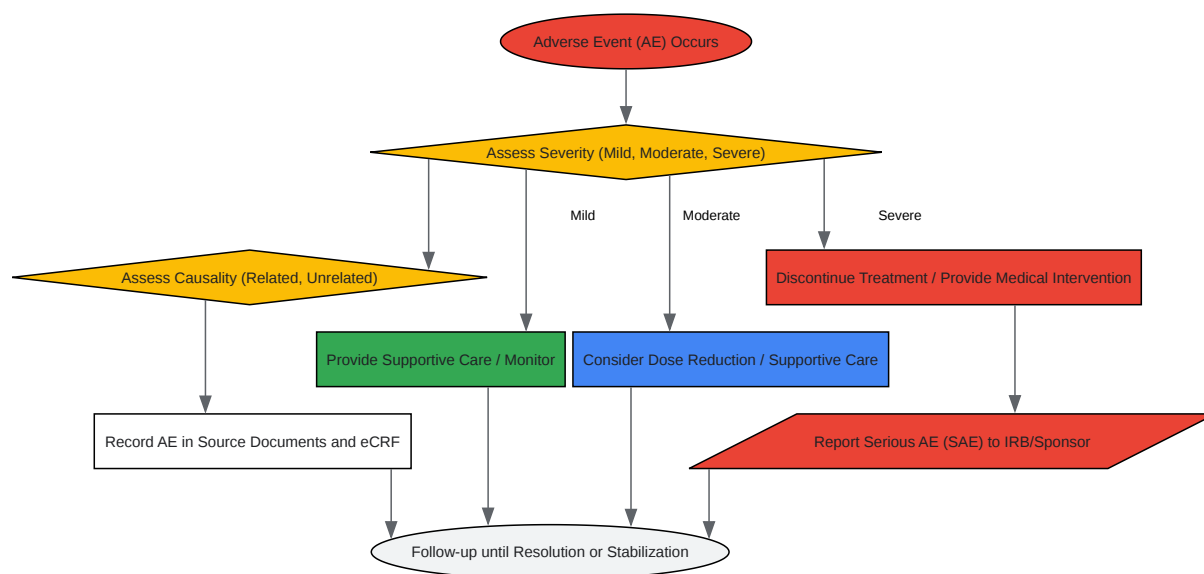 Adverse Event (AE) Occurs
Assess Severity (Mild, Moderate, Severe)
Mild
Moderate
Severe
Assess Causality (Related, Unrelated)
Discontinue Treatment / Provide Medical Intervention
Provide Supportive Care / Monitor
Consider Dose Reduction / Supportive Care
Record AE in Source Documents and eCRF
Report Serious AE (SAE) to IRB/Sponsor
Follow-up until Resolution or Stabilization